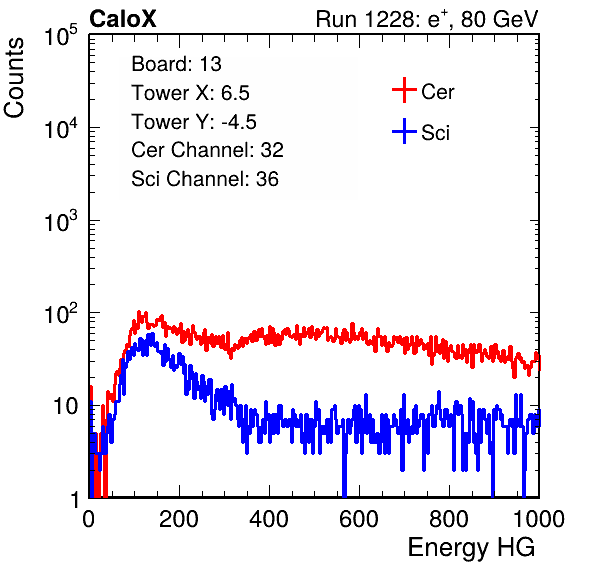 CaloX Run 1228: e⁺, 80 GeV
Board: 13
Tower X: 6.5
Tower Y: -4.5
Cer Channel: 32
Sci Channel: 36
Cer
Sci
Counts
10⁵
10⁴
10³
10²
10
1
0 200 400 600 800 1000
Energy HG